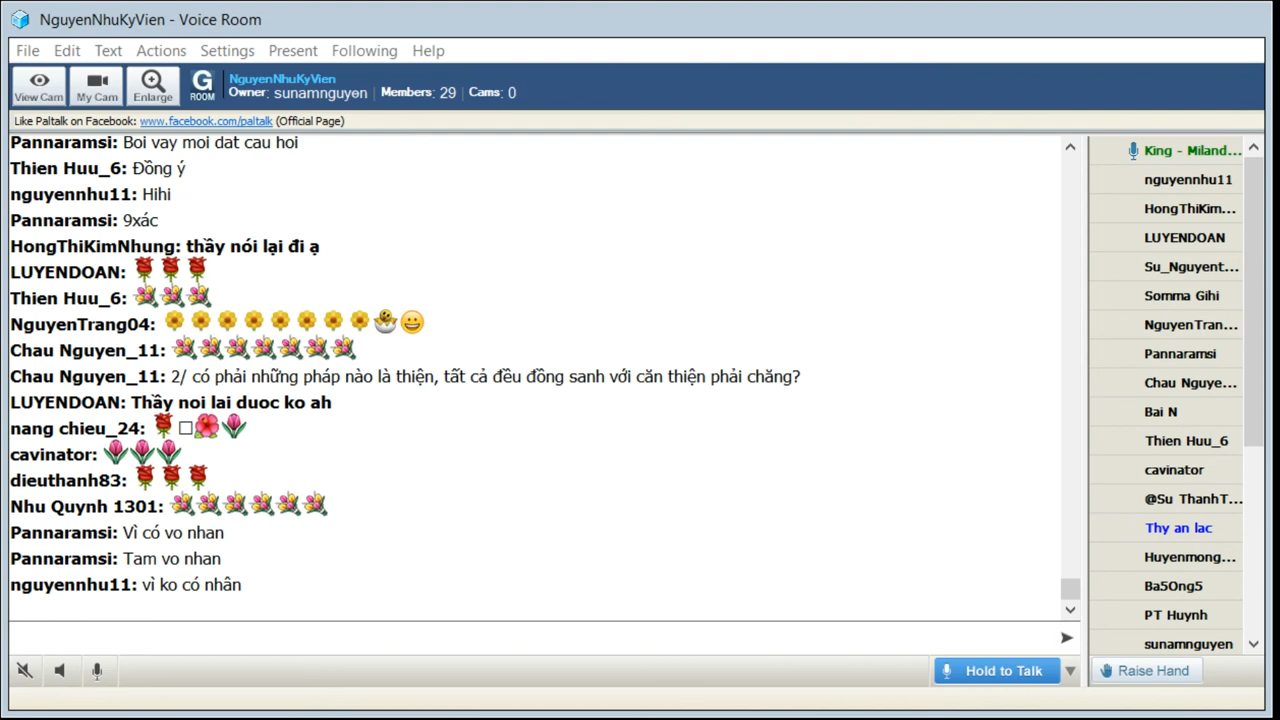 NguyenNhuKyVien - Voice Room
File Edit Text Actions Settings Present Following Help
View Cam My Cam Enlarge G ROOM
NguyenNhuKyVien
Owner: sunamnguyen | Members: 29 | Cams: 0
Like Paltalk on Facebook: www.facebook.com/paltalk (Official Page)
Pannaramsi: Boi vay moi dat cau hoi
Thien Huu_6: Đồng ý
nguyennhu11: Hihi
Pannaramsi: 9xác
HongThiKimNhung: thầy nói lại đi ạ
LUYENDOAN:
Thien Huu_6:
NguyenTrang04:
Chau Nguyen_11:
Chau Nguyen_11: 2/ có phải những pháp nào là thiện, tất cả đều đồng sanh với căn thiện phải chăng?
LUYENDOAN: Thầy noi lai duoc ko ah
nang chieu_24:
cavinator:
dieuthanh83:
Nhu Quynh 1301:
Pannaramsi: Vì có vo nhan
Pannaramsi: Tam vo nhan
nguyennhu11: vì ko có nhân
King - Miland...
nguyennhu11
HongThiKim...
LUYENDOAN
Su_Nguyent...
Somma Gihi
NguyenTran...
Pannaramsi
Chau Nguye...
Bai N
Thien Huu_6
cavinator
@Su ThanhT...
Thy an lac
Huyenmong...
Ba5Ong5
PT Huynh
sunamnguyen
Hold to Talk
Raise Hand